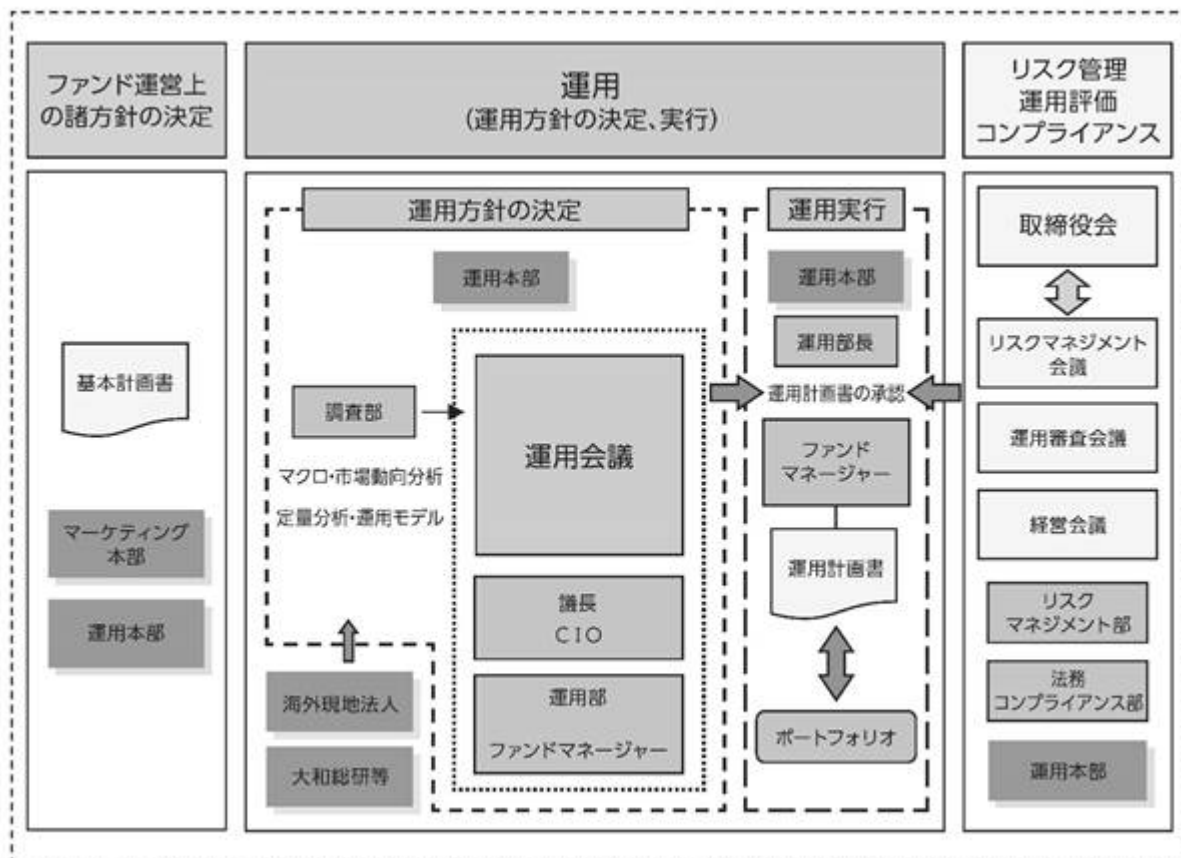 ファンド運営上
の諸方針の決定
運用
(運用方針の決定、実行)
リスク管理
運用評価
コンプライアンス
基本計画書
マーケティング
本部
運用本部
運用方針の決定
運用本部
調査部
マクロ・市場動向分析
定量分析・運用モデル
海外現地法人
大和総研等
運用会議
議長
CIO
運用部
ファンドマネージャー
運用実行
運用本部
運用部長
運用計画書の承認
ファンド
マネージャー
運用計画書
ポートフォリオ
取締役会
リスクマネジメント
会議
運用審査会議
経営会議
リスク
マネジメント部
法務
コンプライアンス部
運用本部